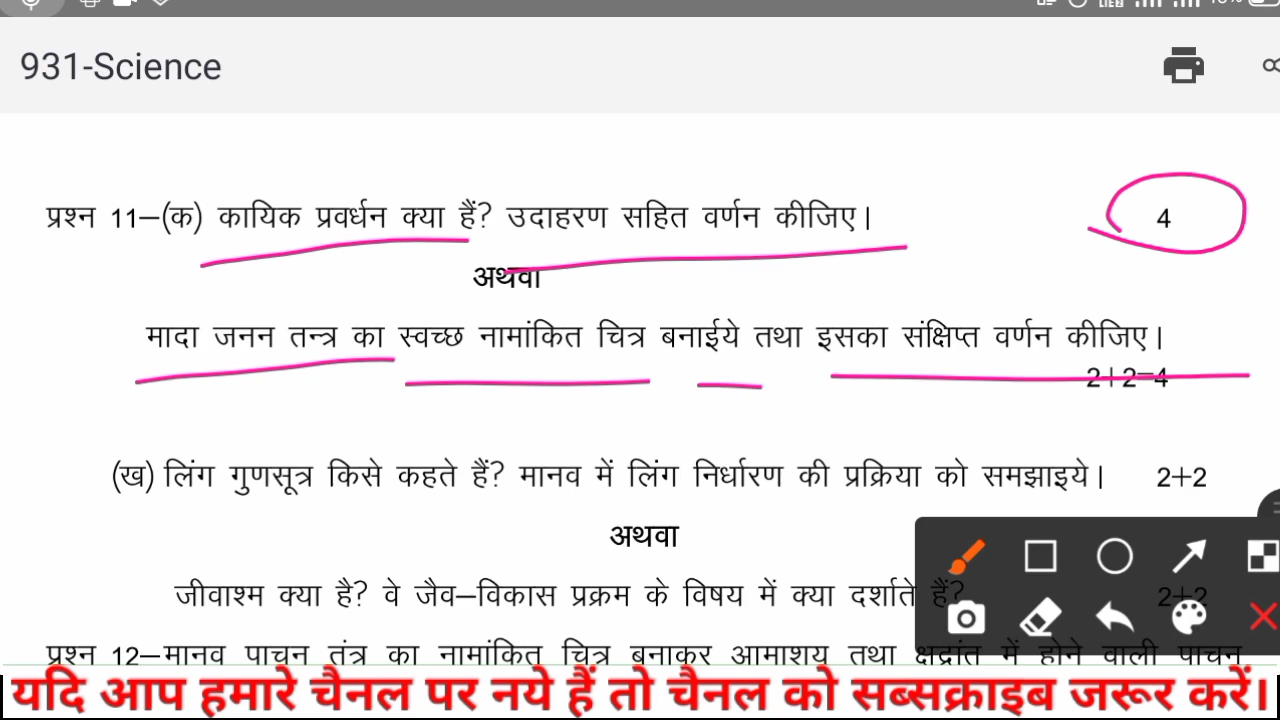 931-Science
प्रश्न 11–(क) कायिक प्रवर्धन क्या हैं? उदाहरण सहित वर्णन कीजिए। 4
अथवा
मादा जनन तन्त्र का स्वच्छ नामांकित चित्र बनाईये तथा इसका संक्षिप्त वर्णन कीजिए।
2+2=4
(ख) लिंग गुणसूत्र किसे कहते हैं? मानव में लिंग निर्धारण की प्रक्रिया को समझाइये। 2+2
अथवा
जीवाश्म क्या है? वे जैव–विकास प्रक्रम के विषय में क्या दर्शाते हैं? 2+2
प्रश्न 12–मानव पाचन तंत्र का नामांकित चित्र बनाकर आमाशय तथा क्षुद्रांत में होने वाली पाचन
यदि आप हमारे चैनल पर नये हैं तो चैनल को सब्सक्राइब जरूर करें।